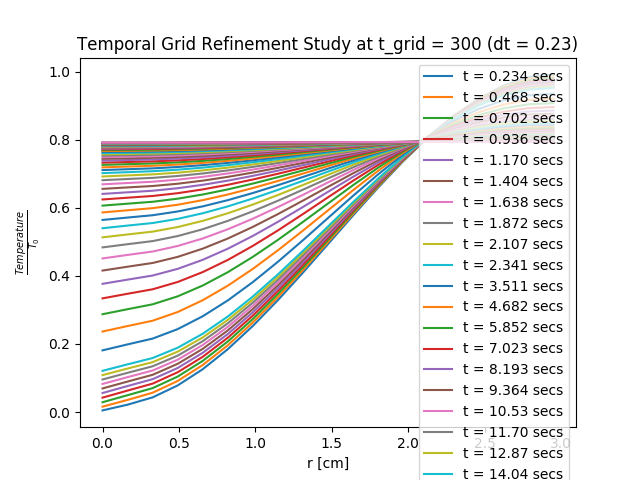 Temporal Grid Refinement Study at t_grid = 300 (dt = 0.23)
1.0
0.8
0.6
0.4
0.2
0.0
Temperature
T₀
0.0 0.5 1.0 1.5 2.0 2.5 3.0
r [cm]
t = 0.234 secs
t = 0.468 secs
t = 0.702 secs
t = 0.936 secs
t = 1.170 secs
t = 1.404 secs
t = 1.638 secs
t = 1.872 secs
t = 2.107 secs
t = 2.341 secs
t = 3.511 secs
t = 4.682 secs
t = 5.852 secs
t = 7.023 secs
t = 8.193 secs
t = 9.364 secs
t = 10.53 secs
t = 11.70 secs
t = 12.87 secs
t = 14.04 secs